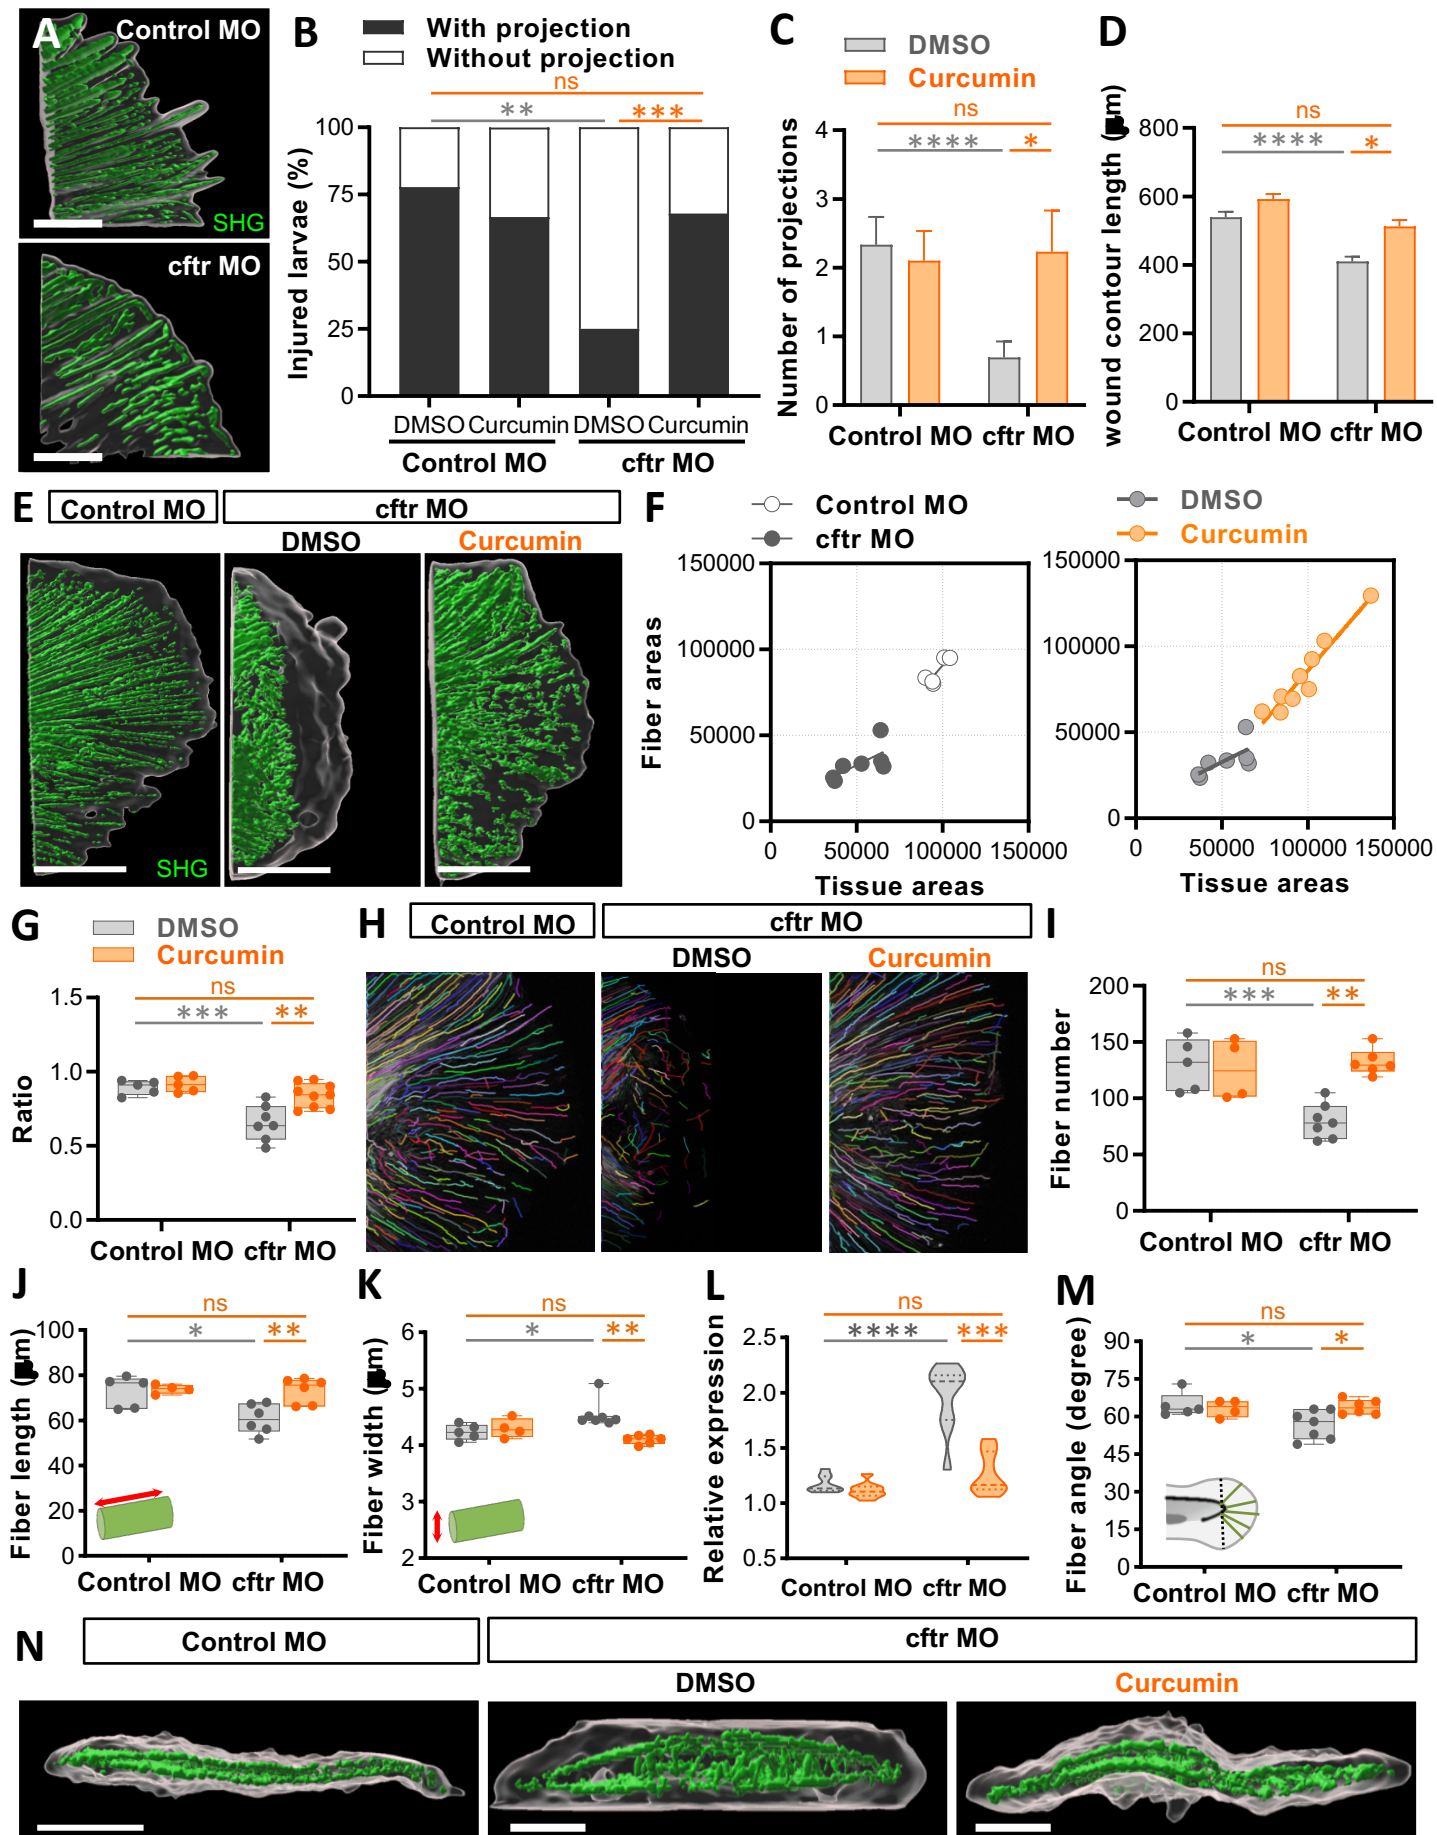 A
Control MO
SHG
cftr MO
B
With projection
Without projection
ns
**
***
Injured larvae (%)
100
75
50
25
0
DMSO Curcumin DMSO Curcumin
Control MO
cftr MO
C
DMSO
Curcumin
ns
****
*
Number of projections
4
3
2
1
0
Control MO cftr MO
D
ns
****
*
wound contour length (μm)
800
600
400
200
0
Control MO cftr MO
E
Control MO
cftr MO
DMSO
Curcumin
SHG
F
Control MO
cftr MO
Fiber areas
150000
100000
50000
0
0 50000 100000 150000
Tissue areas
DMSO
Curcumin
150000
100000
50000
0
0 50000 100000 150000
Tissue areas
G
DMSO
Curcumin
ns
***
**
Ratio
1.5
1.0
0.5
0.0
Control MO cftr MO
H
Control MO
cftr MO
DMSO
Curcumin
I
ns
***
**
Fiber number
200
150
100
50
0
Control MO cftr MO
J
ns
*
**
Fiber length (μm)
100
80
60
40
20
0
Control MO cftr MO
K
ns
*
**
Fiber width (μm)
6
5
4
3
2
Control MO cftr MO
L
ns
****
***
Relative expression
2.5
2.0
1.5
1.0
0.5
Control MO cftr MO
M
ns
*
*
Fiber angle (degree)
90
75
60
45
30
15
0
Control MO cftr MO
N
Control MO
cftr MO
DMSO
Curcumin